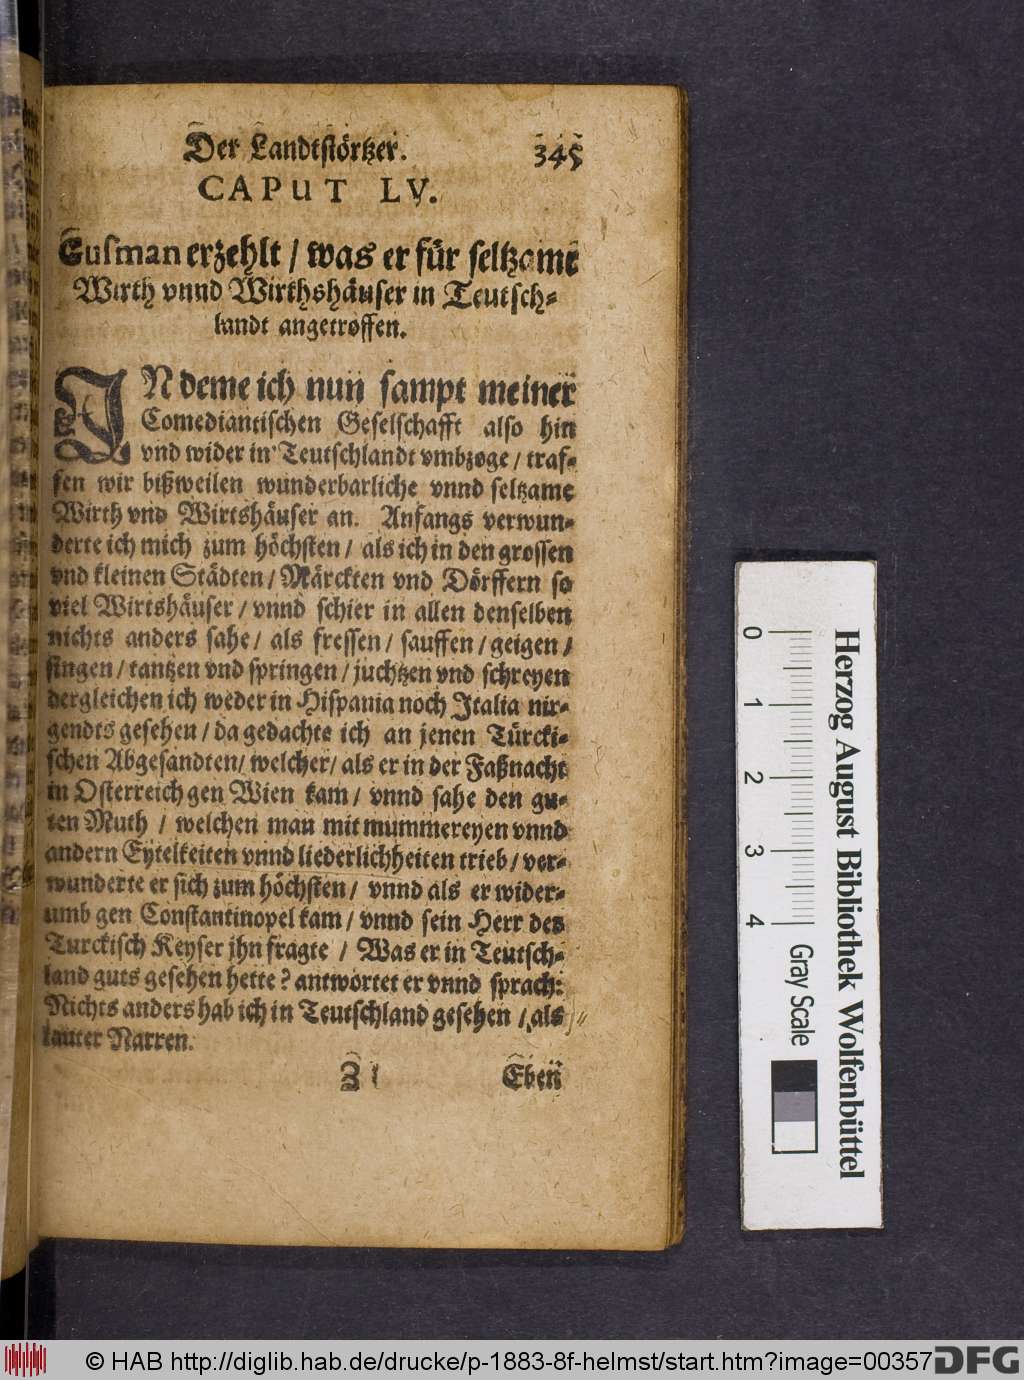 Der Landtstörtzer. 345
CAPUT LV.
Gusman erzehlt / was er für seltzame
Wirth vnnd Wirthshäuser in Teutsch-
landt angetroffen.
INdeme ich nun sampt meiner
Comediantischen Geselschafft also hin
vnd wider in Teutschlandt vmbzoge / traf-
fen wir bißweilen wunderbarliche vnnd seltzame
Wirth vnd Wirtshäuser an. Anfangs verwun-
derte ich mich zum höchsten / als ich in den grossen
vnd kleinen Städten / Märckten vnd Dörffern so
viel Wirtshäuser / vnnd schier in allen denselben
nichts anders sahe / als fressen / sauffen / geigen /
singen / tantzen vnd springen / juchtzen vnd schreyen
dergleichen ich weder in Hispania noch Italia nir-
gendts gesehen / da gedachte ich an jenen Türcki-
schen Abgesandten / welcher / als er in der Faßnacht
in Osterreich gen Wien kam / vnnd sahe den gu-
ten Muth / welchen man mit mummereyen vnnd
andern Eytelkeiten vnnd liederlichheiten trieb / ver-
wunderte er sich zum höchsten / vnnd als er wider-
umb gen Constantinopel kam / vnnd sein Herr der
Turckisch Keyser jhn fragte / Was er in Teutsch-
land guts gesehen hette? antwortet er vnnd sprach:
Nichts anders hab ich in Teutschland gesehen / als
lauter Narren.
Eben
0 1 2 3 4
Gray Scale
Herzog August Bibliothek Wolfenbüttel
© HAB http://diglib.hab.de/drucke/p-1883-8f-helmst/start.htm?image=00357
DFG